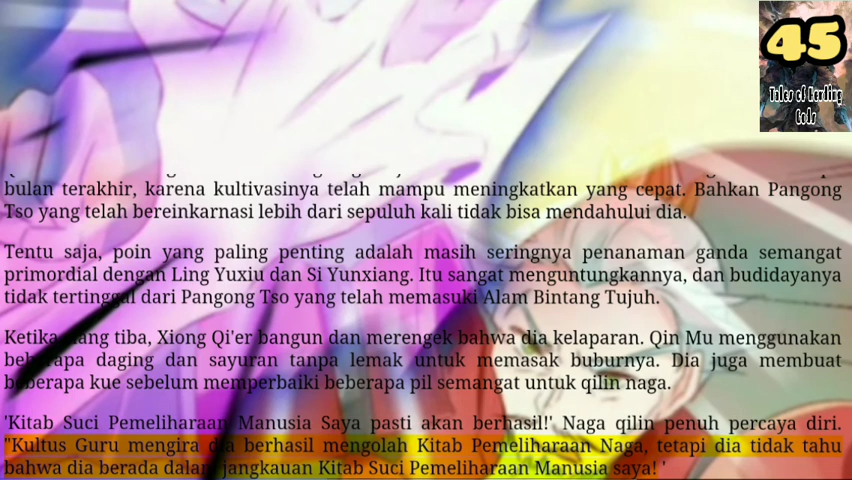 45
Tales of Herding
Gods
bulan terakhir, karena kultivasinya telah mampu meningkatkan yang cepat. Bahkan Pangong
Tso yang telah bereinkarnasi lebih dari sepuluh kali tidak bisa mendahului dia.
Tentu saja, poin yang paling penting adalah masih seringnya penanaman ganda semangat
primordial dengan Ling Yuxiu dan Si Yunxiang. Itu sangat menguntungkannya, dan budidayanya
tidak tertinggal dari Pangong Tso yang telah memasuki Alam Bintang Tujuh.
Ketika siang tiba, Xiong Qi'er bangun dan merengek bahwa dia kelaparan. Qin Mu menggunakan
beberapa daging dan sayuran tanpa lemak untuk memasak buburnya. Dia juga membuat
beberapa kue sebelum memperbaiki beberapa pil semangat untuk qilin naga.
'Kitab Suci Pemeliharaan Manusia Saya pasti akan berhasil!' Naga qilin penuh percaya diri.
"Kultus Guru mengira dia berhasil mengolah Kitab Pemeliharaan Naga, tetapi dia tidak tahu
bahwa dia berada dalam jangkauan Kitab Suci Pemeliharaan Manusia saya! '